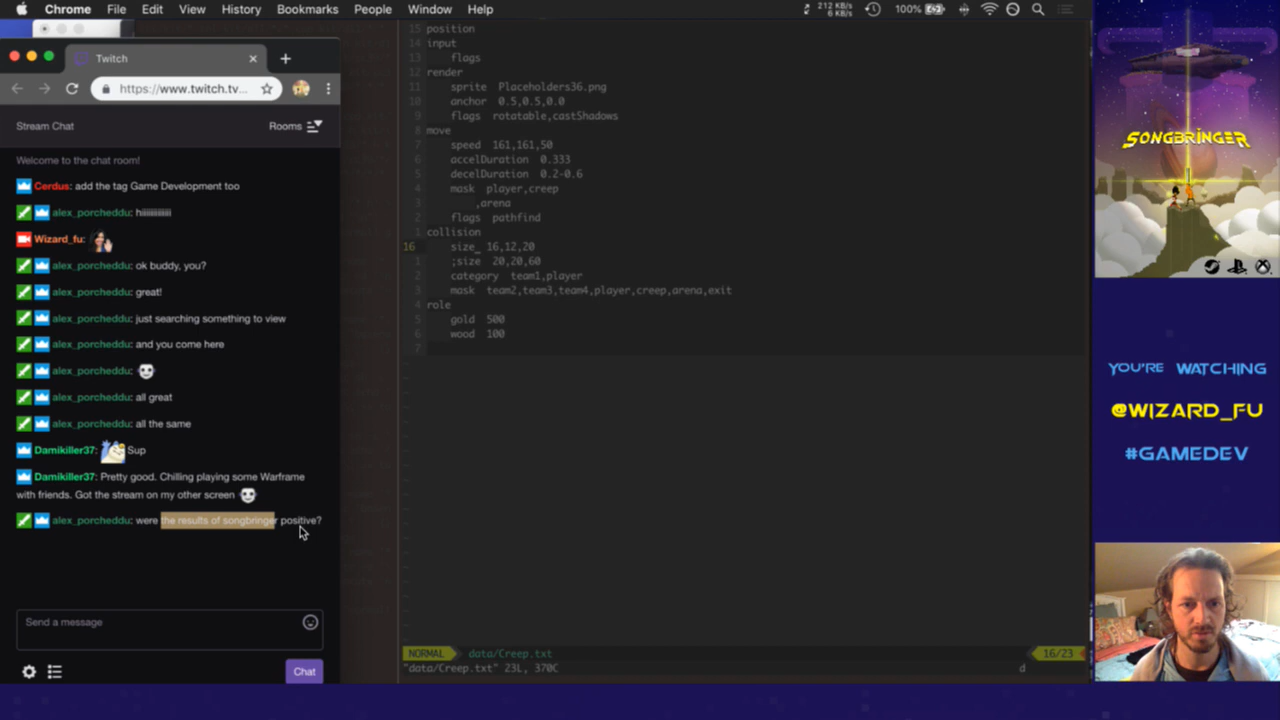 Chrome File Edit View History Bookmarks People Window Help
212 KB/s
6 KB/s
100%
Twitch
https://www.twitch.tv...
Stream Chat
Rooms
Welcome to the chat room!
Cerdus: add the tag Game Development too
alex_porcheddu: hiiiiiiiiiiiii
Wizard_fu:
alex_porcheddu: ok buddy, you?
alex_porcheddu: great!
alex_porcheddu: just searching something to view
alex_porcheddu: and you come here
alex_porcheddu:
alex_porcheddu: all great
alex_porcheddu: all the same
Damikiller37: Sup
Damikiller37: Pretty good. Chilling playing some Warframe
with friends. Got the stream on my other screen
alex_porcheddu: were the results of songbringer positive?
Send a message
Chat
15 position
14 input
13 flags
12 render
11 sprite Placeholders36.png
10 anchor 0.5,0.5,0.0
9 flags rotatable,castShadows
8 move
7 speed 161,161,50
6 accelDuration 0.333
5 decelDuration 0.2-0.6
4 mask player,creep
3 ,arena
2 flags pathfind
1 collision
16 size_ 16,12,20
1 ;size 20,20,60
2 category team1,player
3 mask team2,team3,team4,player,creep,arena,exit
4 role
5 gold 500
6 wood 100
7
NORMAL data/Creep.txt 16/23
"data/Creep.txt" 23L, 370C d
SONGBRINGER
YOU'RE WATCHING
@WIZARD_FU
#GAMEDEV